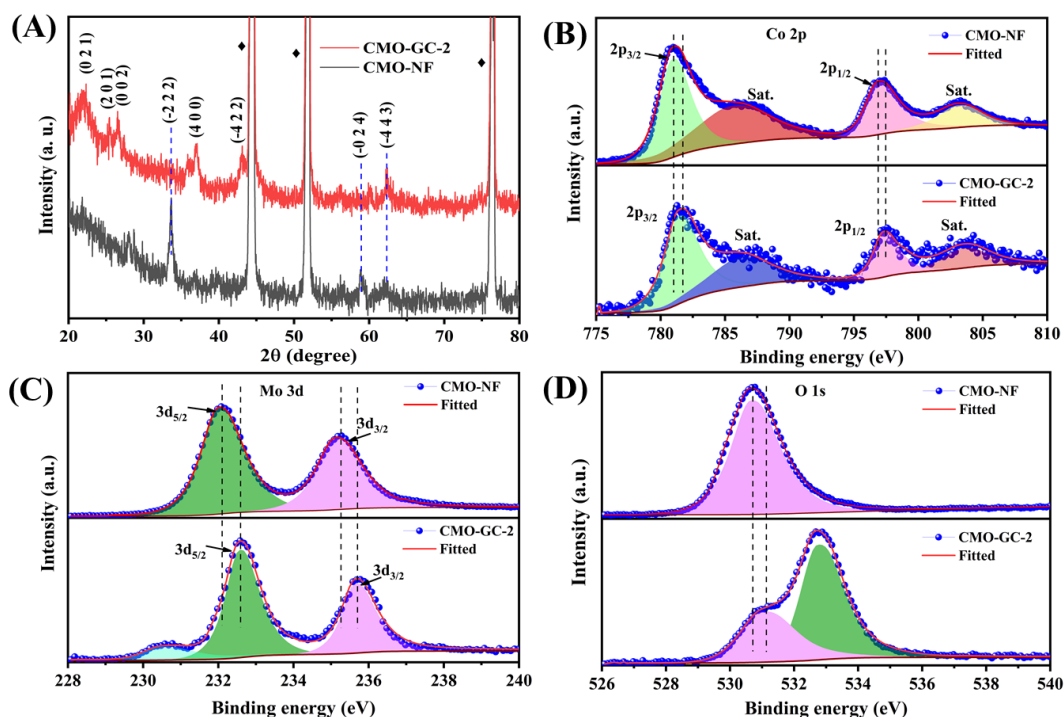 (A)
CMO-GC-2
CMO-NF
(0 2 1)
(2 0 1)
(0 0 2)
(-2 2 2)
(4 0 0)
(-4 2 2)
(-0 2 4)
(-4 4 3)
Intensity (a. u.)
20 30 40 50 60 70 80
2θ (degree)
(B)
Co 2p
CMO-NF
Fitted
2p3/2
Sat.
2p1/2
Sat.
CMO-GC-2
Fitted
2p3/2
Sat.
2p1/2
Sat.
Intensity (a.u.)
775 780 785 790 795 800 805 810
Binding energy (eV)
(C)
Mo 3d
CMO-NF
Fitted
3d5/2
3d3/2
CMO-GC-2
Fitted
3d5/2
3d3/2
Intensity (a.u.)
228 230 233 235 238 240
Binding energy (eV)
(D)
O 1s
CMO-NF
Fitted
CMO-GC-2
Fitted
Intensity (a.u.)
526 528 530 532 534 536 538 540
Binding energy (eV)